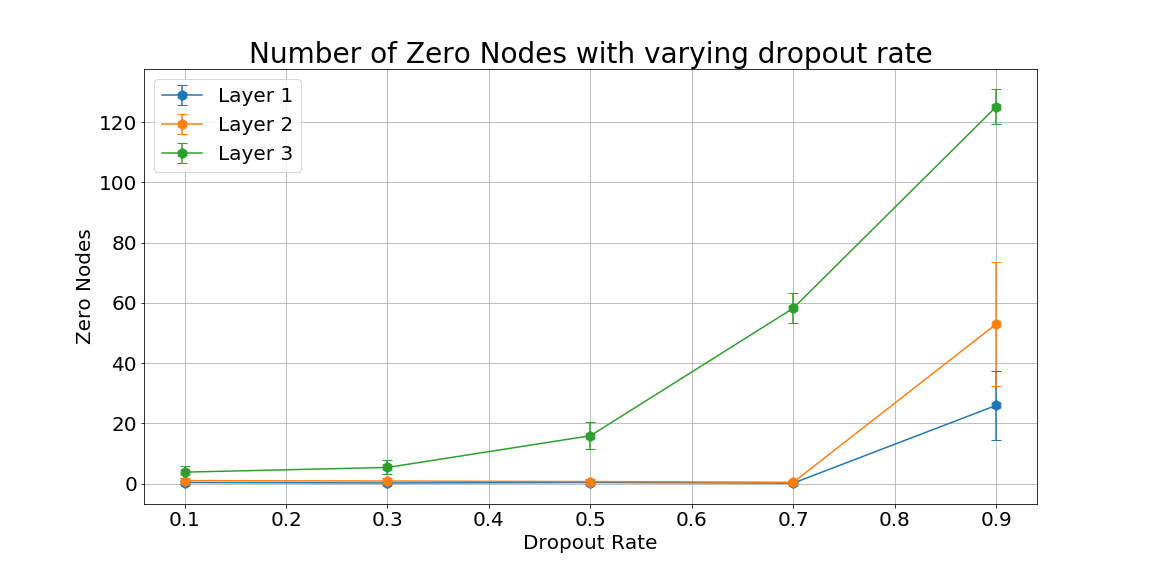 Number of Zero Nodes with varying dropout rate
Layer 1
Layer 2
Layer 3
120
100
80
60
40
20
0
Zero Nodes
0.1 0.2 0.3 0.4 0.5 0.6 0.7 0.8 0.9
Dropout Rate